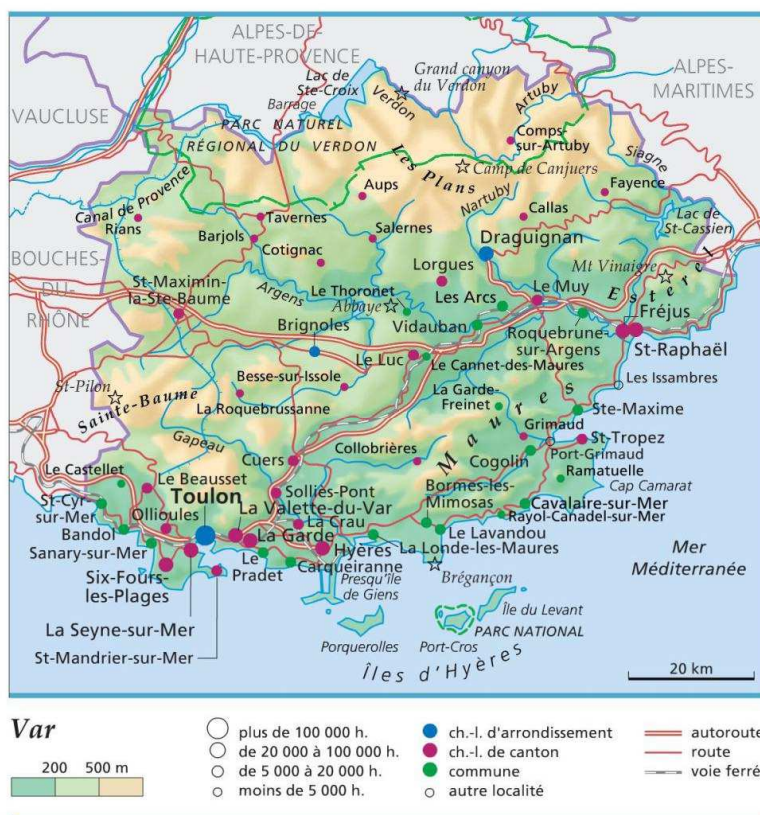 ALPES-DE-
HAUTE-PROVENCE
ALPES-
MARITIMES
VAUCLUSE
BOUCHES-
DU-
RHÔNE
Lac de
Ste-Croix
Barrage
Grand canyon
du Verdon
Verdon
Artuby
PARC NATUREL
RÉGIONAL DU VERDON
Comps-
sur-Artuby
Les Plans
Camp de Canjuers
Siagne
Aups
Nartuby
Fayence
Canal de Provence
Rians
Tavernes
Callas
Lac de
St-Cassien
Barjols
Salernes
Cotignac
Draguignan
Lorgues
Mt Vinaigre
Esterel
St-Maximin-
la-Ste-Baume
Argens
Le Thoronet
Abbaye
Les Arcs
Le Muy
Fréjus
Brignoles
Vidauban
Roquebrune-
sur-Argens
St-Raphaël
Le Luc
Le Cannet-des-Maures
Les Issambres
St-Pilon
Sainte-Baume
Besse-sur-Issole
La Roquebrussanne
La Garde-
Freinet
Maures
Ste-Maxime
Gapeau
Grimaud
St-Tropez
Cuers
Collobrières
Cogolin
Port-Grimaud
Ramatuelle
Cap Camarat
Le Castellet
Le Beausset
Solliès-Pont
Bormes-les-
Mimosas
Toulon
La Valette-du-Var
St-Cyr-
sur-Mer
Ollioules
La Crau
Cavalaire-sur-Mer
Rayol-Canadel-sur-Mer
Bandol
La Garde
Le Lavandou
Sanary-sur-Mer
Hyères
La Londe-les-Maures
Le
Pradet
Carqueiranne
Six-Fours-
les-Plages
Presqu'île
de Giens
Brégançon
Mer
Méditerranée
La Seyne-sur-Mer
St-Mandrier-sur-Mer
Île du Levant
PARC NATIONAL
Porquerolles
Port-Cros
Îles d'Hyères
20 km
Var
200 500 m
plus de 100 000 h.
de 20 000 à 100 000 h.
de 5 000 à 20 000 h.
moins de 5 000 h.
ch.-l. d'arrondissement
ch.-l. de canton
commune
autre localité
autoroute
route
voie ferré